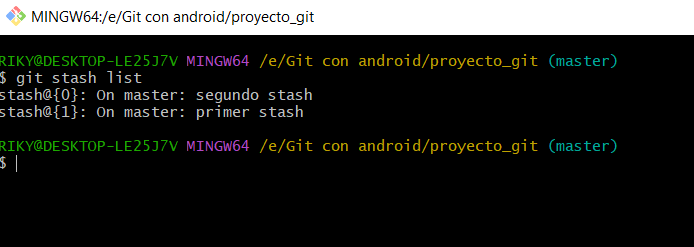 MINGW64:/e/Git con android/proyecto_git
RIKY@DESKTOP-LE25J7V MINGW64 /e/Git con android/proyecto_git (master)
$ git stash list
stash@{0}: On master: segundo stash
stash@{1}: On master: primer stash
RIKY@DESKTOP-LE25J7V MINGW64 /e/Git con android/proyecto_git (master)
$